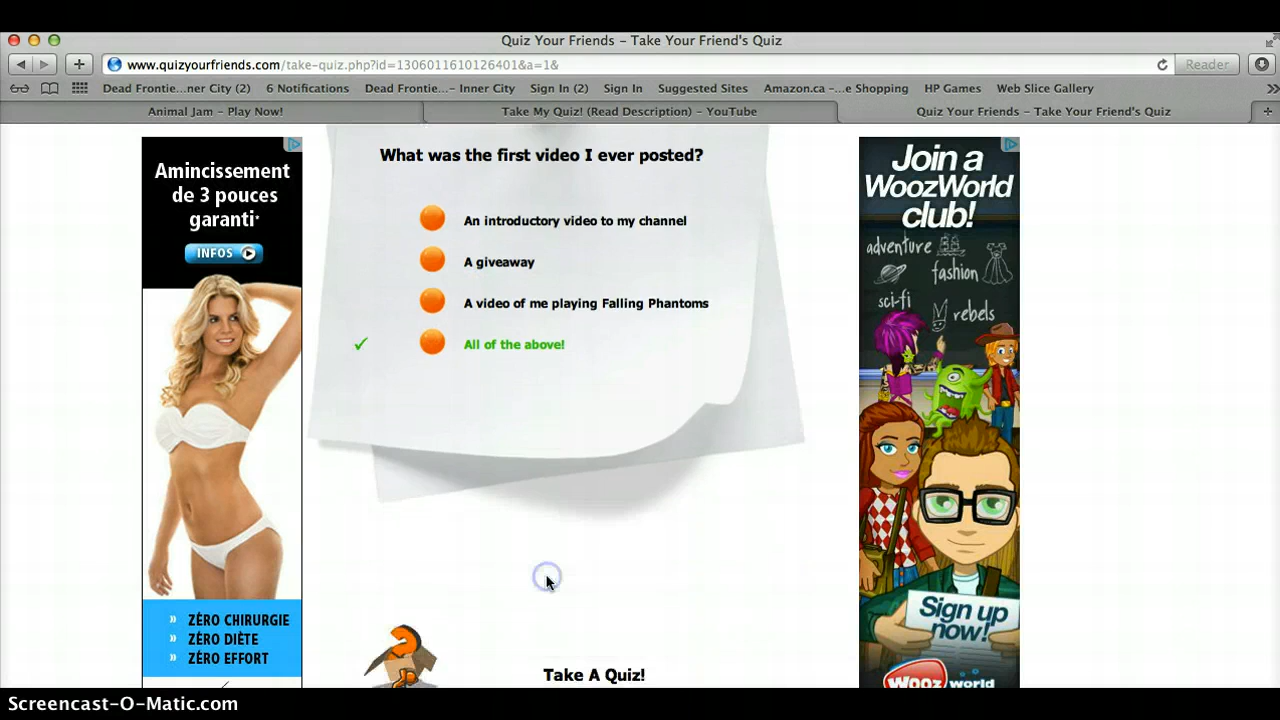 Quiz Your Friends – Take Your Friend's Quiz
www.quizyourfriends.com/take-quiz.php?id=1306011610126401&a=1&
Reader
Dead Frontie...ner City (2)
6 Notifications
Dead Frontie...– Inner City
Sign In (2)
Sign In
Suggested Sites
Amazon.ca –...e Shopping
HP Games
Web Slice Gallery
Animal Jam – Play Now!
Take My Quiz! (Read Description) – YouTube
Quiz Your Friends – Take Your Friend's Quiz
Amincissement
de 3 pouces
garanti*
INFOS
» ZÉRO CHIRURGIE
» ZÉRO DIÈTE
» ZÉRO EFFORT
What was the first video I ever posted?
An introductory video to my channel
A giveaway
A video of me playing Falling Phantoms
✓ All of the above!
Take A Quiz!
Join a
WoozWorld
club!
adventure
fashion
sci-fi
rebels
Sign up
now!
Wooz world
Screencast-O-Matic.com